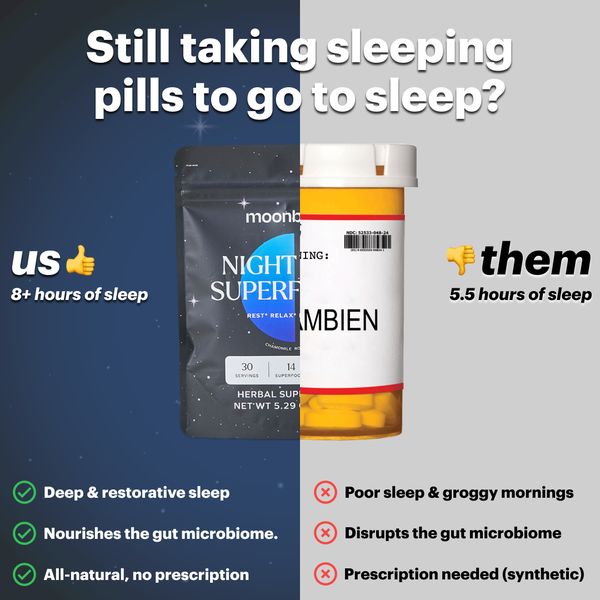 Still taking sleeping
pills to go to sleep?
moonb
NIGHT
SUPERF
REST* RELAX*
CHAMOMILE
30
SERVINGS
14
HERBAL SUP
NET WT 5.29
NDC: 52533-048-24
ING:
AMBIEN
us👍
8+ hours of sleep
👎them
5.5 hours of sleep
Deep & restorative sleep
Nourishes the gut microbiome.
All-natural, no prescription
Poor sleep & groggy mornings
Disrupts the gut microbiome
Prescription needed (synthetic)